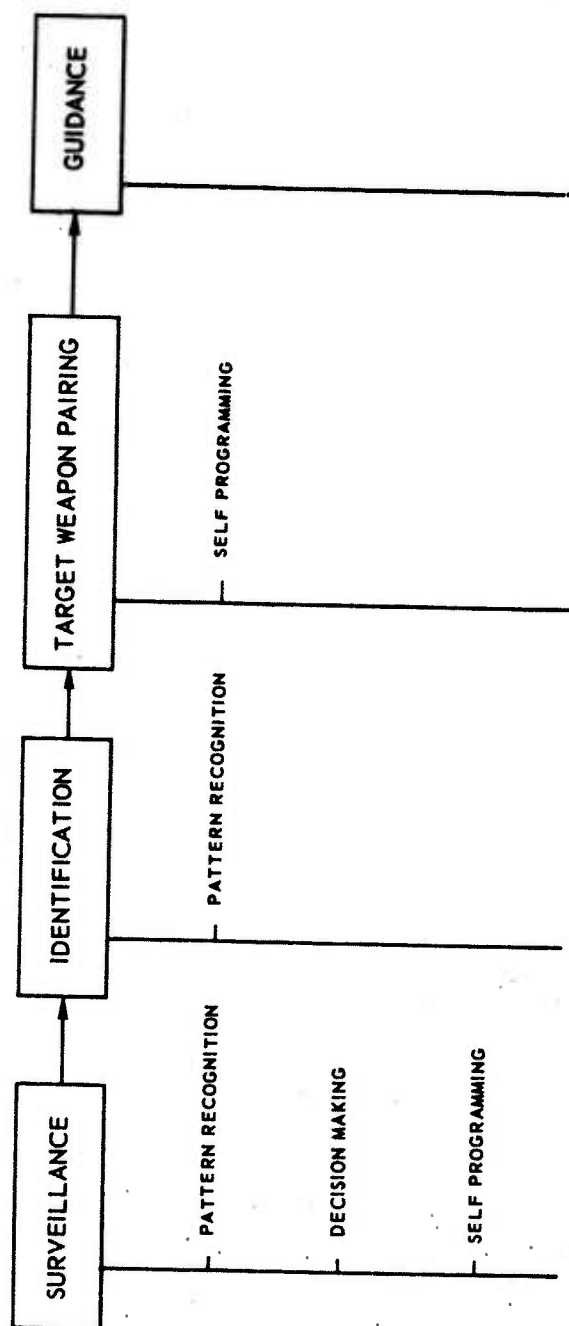 SURVEILLANCE
PATTERN RECOGNITION
DECISION MAKING
SELF PROGRAMMING
IDENTIFICATION
PATTERN RECOGNITION
TARGET WEAPON PAIRING
SELF PROGRAMMING
GUIDANCE